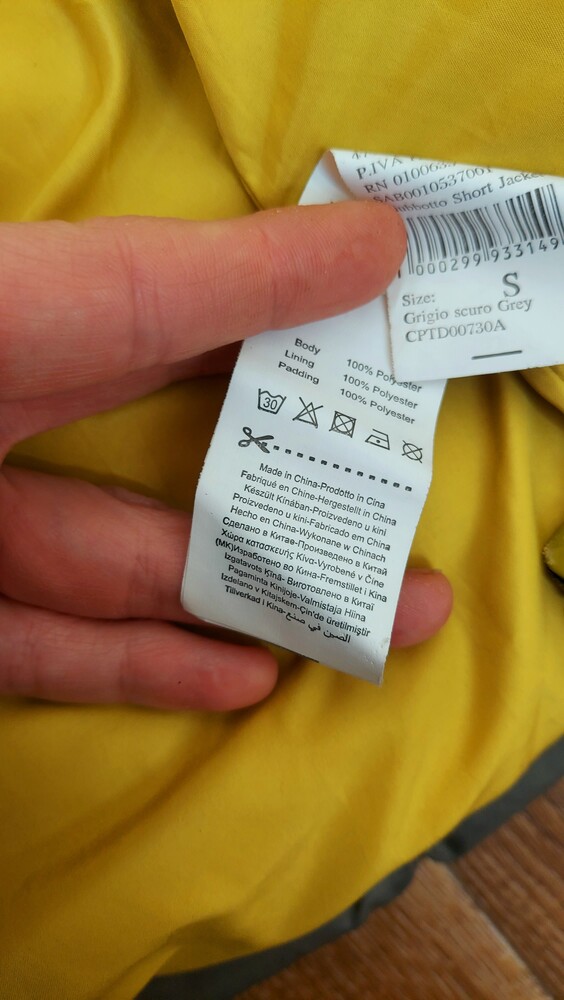 P.IVA
RN 01006
SAB001053700
Short Jacke
000299 933149
Size: S
Grigio scuro Grey
CPTD00730A
Body 100% Polyester
Lining 100% Polyester
Padding 100% Polyester
30
Made in China-Prodotto in Cina
Fabriqué en Chine-Hergestellt in China
Készült Kínában-Proizvedeno u kini
Proizvedeno u kini-Fabricado em China
Hecho en China-Wykonane w Chinach
Сделано в Китае-Произведено в Китай
Χώρα κατασκευής Κίνα-Vyrobené v Číne
(MK)Изработено во Кина-Fremstillet i Kina
Izgatavots Ķīnā- Виготовлено в Китаї
Pagaminta Kinijoje-Valmistaja Hiina
Izdelano v Kitajskem-Çin'de üretilmiştir
Tillverkad i Kina-الصين في صنع